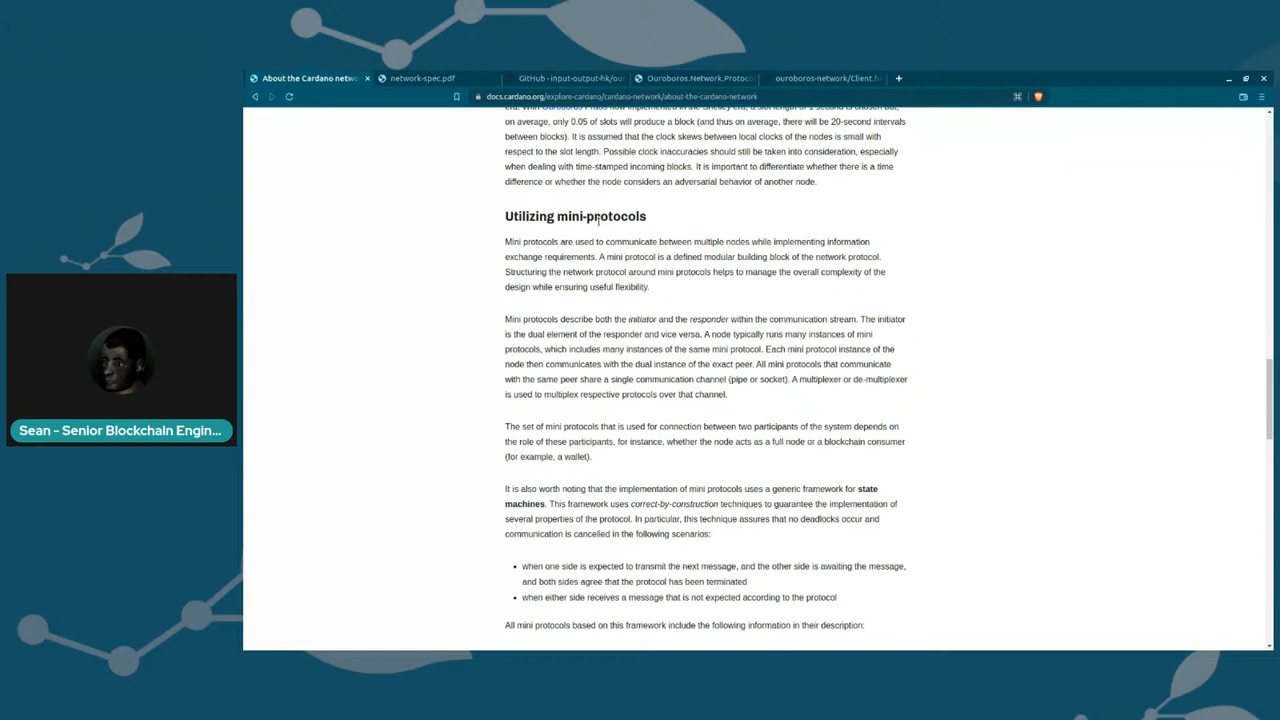 About the Cardano netwo
network-spec.pdf
GitHub - input-output-hk/our
Ouroboros.Network.Protoco
ouroboros-network/Client.hs
docs.cardano.org/explore-cardano/cardano-network/about-the-cardano-network
on average, only 0.05 of slots will produce a block (and thus on average, there will be 20-second intervals
between blocks). It is assumed that the clock skews between local clocks of the nodes is small with
respect to the slot length. Possible clock inaccuracies should still be taken into consideration, especially
when dealing with time-stamped incoming blocks. It is important to differentiate whether there is a time
difference or whether the node considers an adversarial behavior of another node.
Utilizing mini-protocols
Mini protocols are used to communicate between multiple nodes while implementing information
exchange requirements. A mini protocol is a defined modular building block of the network protocol.
Structuring the network protocol around mini protocols helps to manage the overall complexity of the
design while ensuring useful flexibility.
Mini protocols describe both the initiator and the responder within the communication stream. The initiator
is the dual element of the responder and vice versa. A node typically runs many instances of mini
protocols, which includes many instances of the same mini protocol. Each mini protocol instance of the
node then communicates with the dual instance of the exact peer. All mini protocols that communicate
with the same peer share a single communication channel (pipe or socket). A multiplexer or de-multiplexer
is used to multiplex respective protocols over that channel.
The set of mini protocols that is used for connection between two participants of the system depends on
the role of these participants, for instance, whether the node acts as a full node or a blockchain consumer
(for example, a wallet).
It is also worth noting that the implementation of mini protocols uses a generic framework for state
machines. This framework uses correct-by-construction techniques to guarantee the implementation of
several properties of the protocol. In particular, this technique assures that no deadlocks occur and
communication is cancelled in the following scenarios:
• when one side is expected to transmit the next message, and the other side is awaiting the message,
and both sides agree that the protocol has been terminated
• when either side receives a message that is not expected according to the protocol
All mini protocols based on this framework include the following information in their description:
Sean – Senior Blockchain Engin...